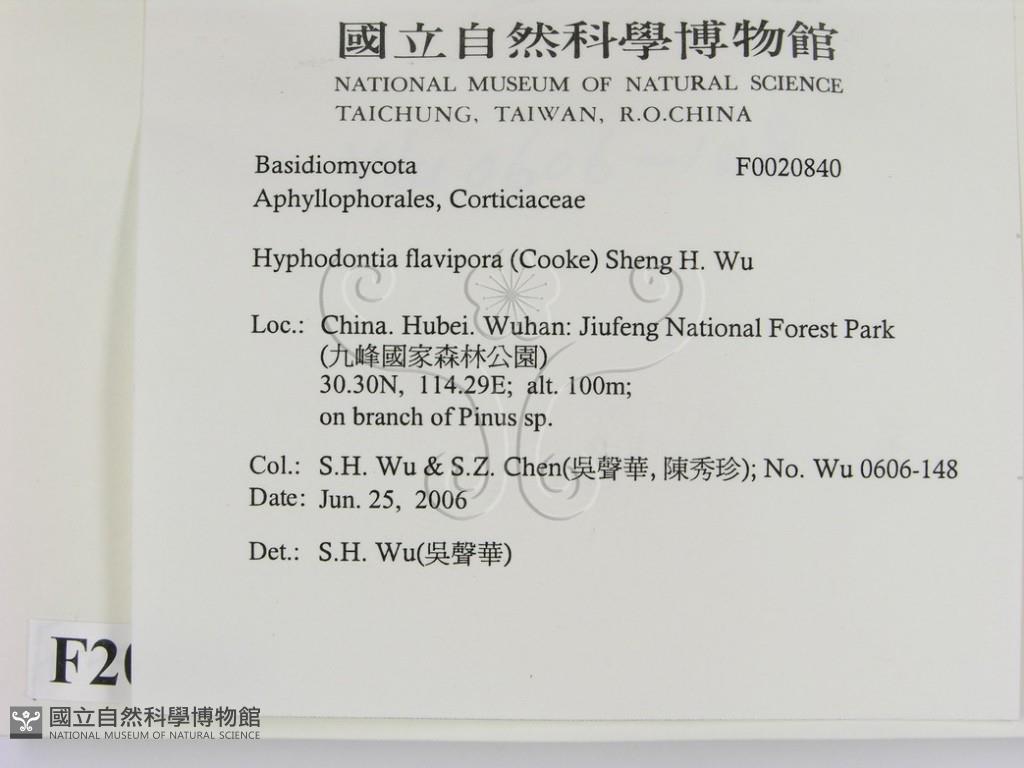 國立自然科學博物館
NATIONAL MUSEUM OF NATURAL SCIENCE
TAICHUNG, TAIWAN, R.O.CHINA
Basidiomycota F0020840
Aphyllophorales, Corticiaceae
Hyphodontia flavipora (Cooke) Sheng H. Wu
Loc.: China. Hubei. Wuhan: Jiufeng National Forest Park
(九峰國家森林公園)
30.30N, 114.29E; alt. 100m;
on branch of Pinus sp.
Col.: S.H. Wu & S.Z. Chen(吳聲華, 陳秀珍); No. Wu 0606-148
Date: Jun. 25, 2006
Det.: S.H. Wu(吳聲華)
國立自然科學博物館
NATIONAL MUSEUM OF NATURAL SCIENCE